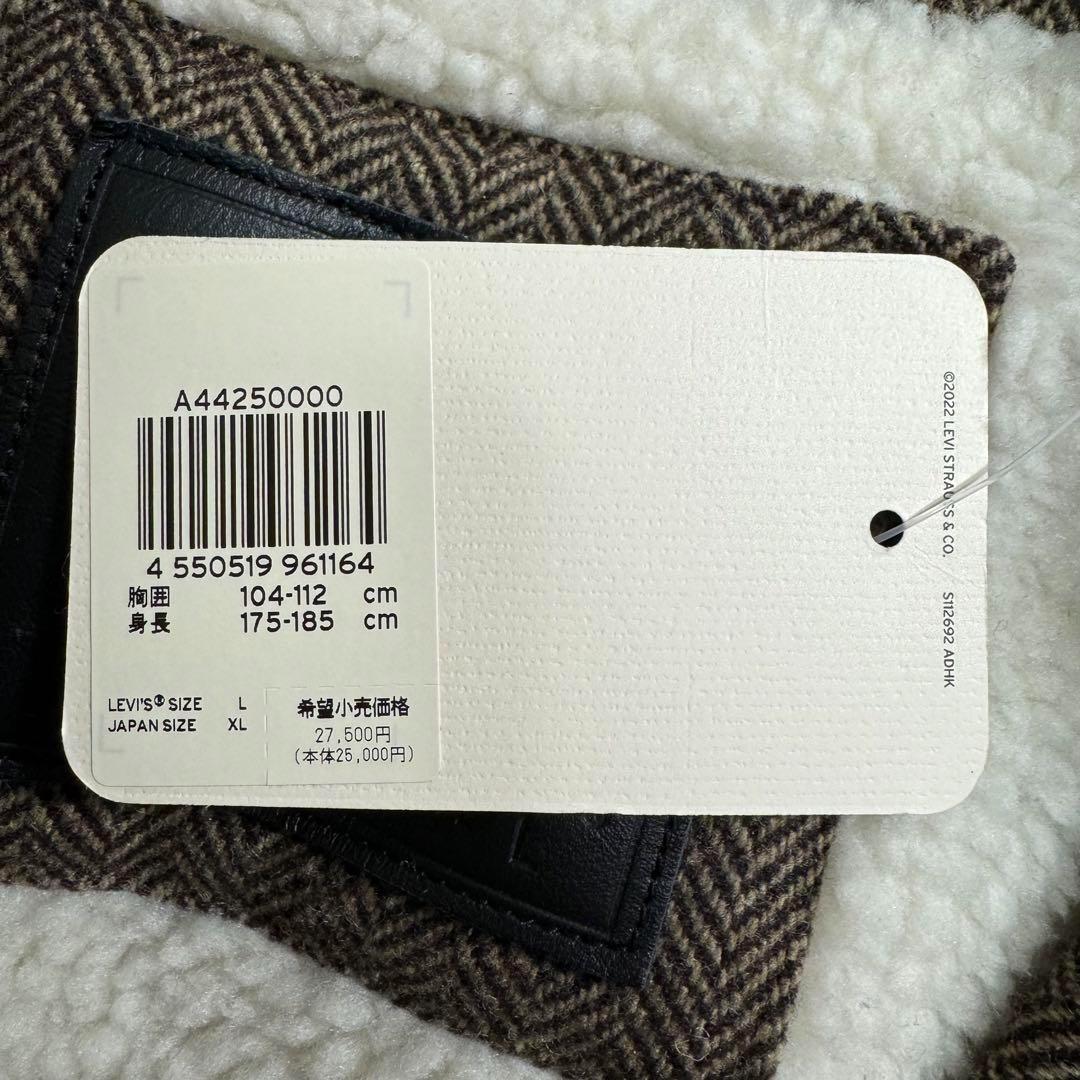 A44250000
4 550519 961164
胸囲 104-112 cm
身長 175-185 cm
LEVI'S® SIZE L
JAPAN SIZE XL
希望小売価格
27,500円
(本体25,000円)
©2022 LEVI STRAUSS & CO. S112692 ADHK